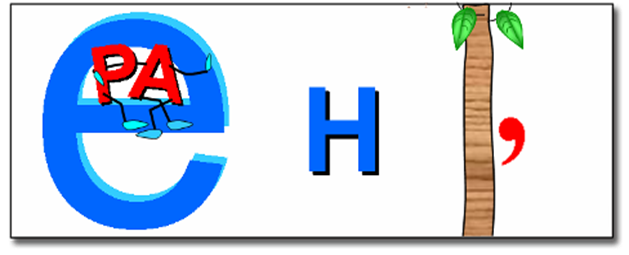 РА е Н ,